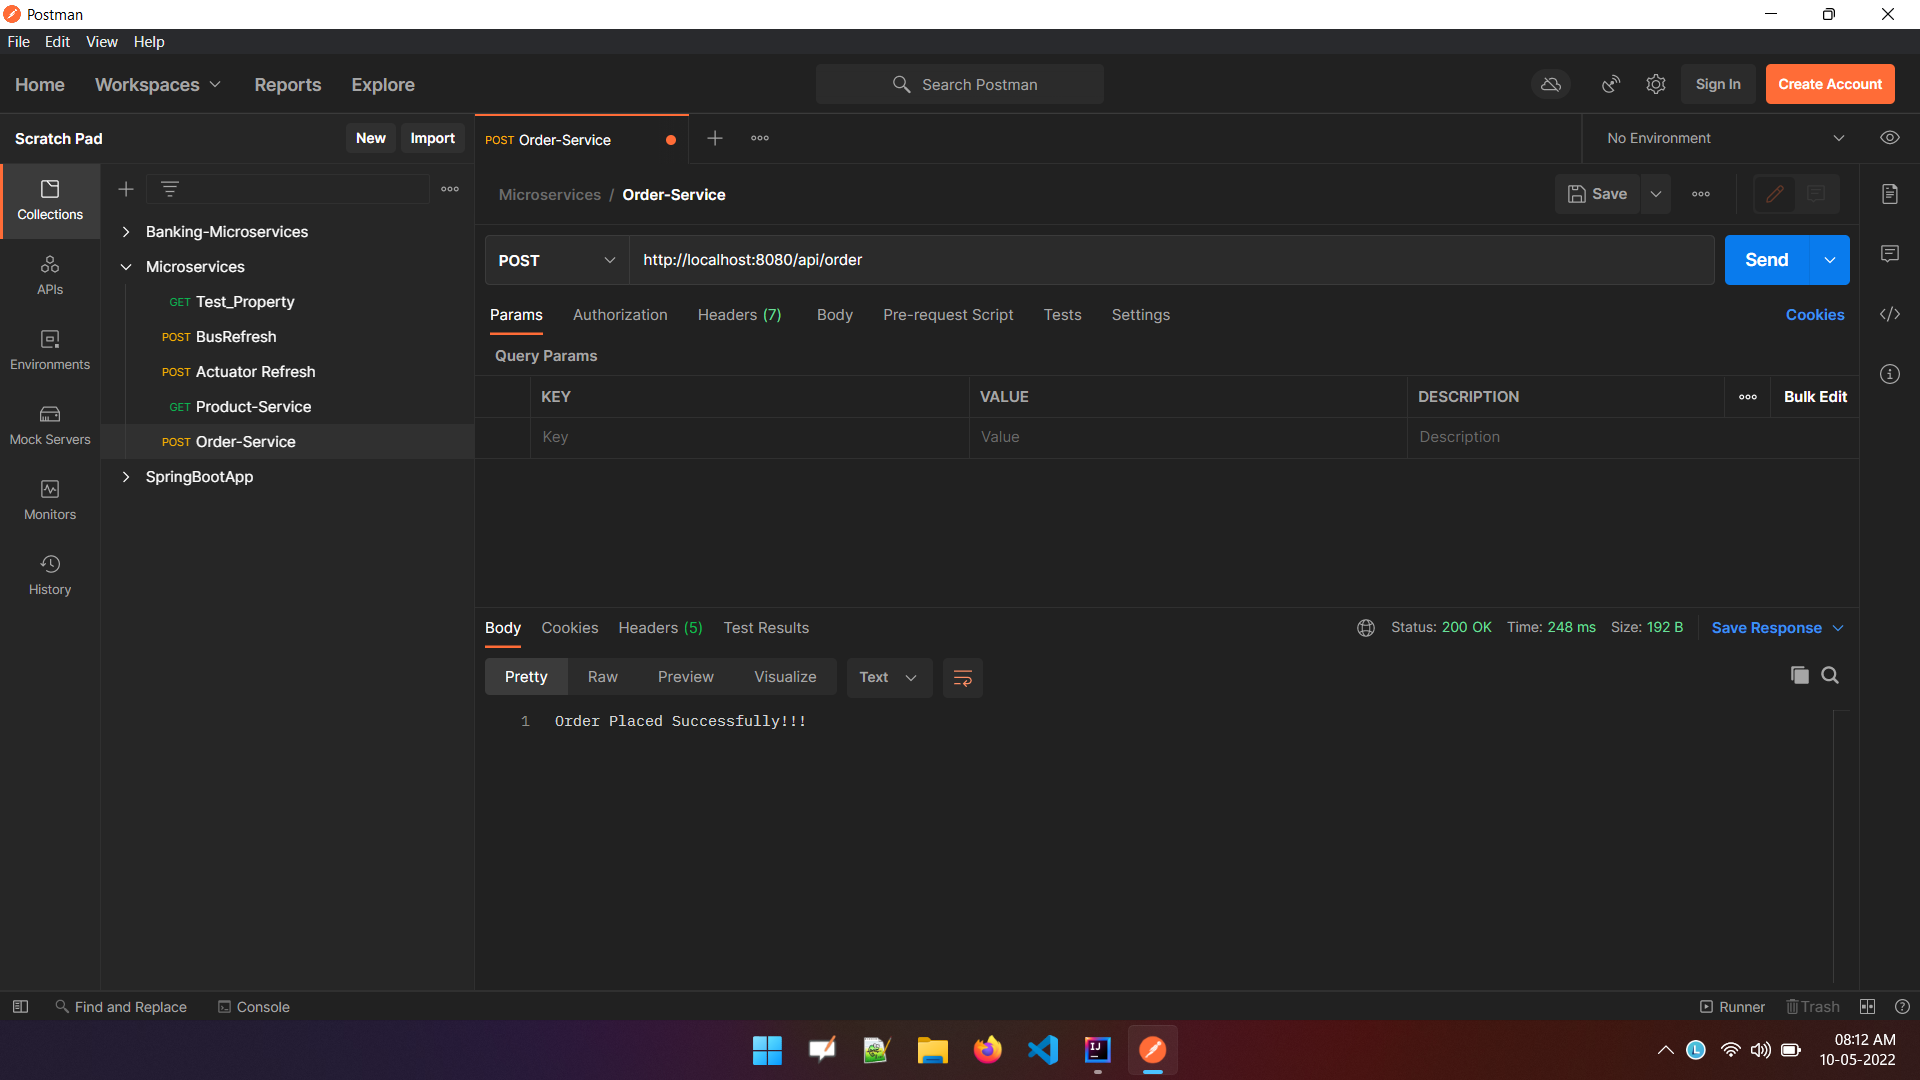 Postman
File Edit View Help
Home Workspaces Reports Explore Search Postman Sign In Create Account
Scratch Pad New Import POST Order-Service No Environment
Collections
APIs
Environments
Mock Servers
Monitors
History
Banking-Microservices
Microservices
GET Test_Property
POST BusRefresh
POST Actuator Refresh
GET Product-Service
POST Order-Service
SpringBootApp
Microservices / Order-Service Save
POST http://localhost:8080/api/order Send
Params Authorization Headers (7) Body Pre-request Script Tests Settings Cookies
Query Params
KEY VALUE DESCRIPTION Bulk Edit
Key Value Description
Body Cookies Headers (5) Test Results Status: 200 OK Time: 248 ms Size: 192 B Save Response
Pretty Raw Preview Visualize Text
1 Order Placed Successfully!!!
Find and Replace Console Runner Trash
IJ
L
08:12 AM
10-05-2022